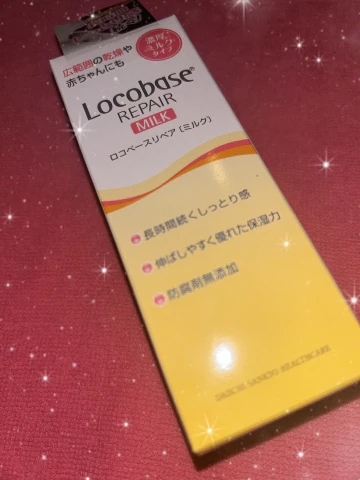 広範囲の乾燥や
赤ちゃんにも
濃厚
ミルク
タイプ
Locobase®
REPAIR
MILK
ロコベースリペア［ミルク］
長時間続くしっとり感
伸ばしやすく優れた保湿力
防腐剤無添加
DAIICHI SANKYO HEALTHCARE